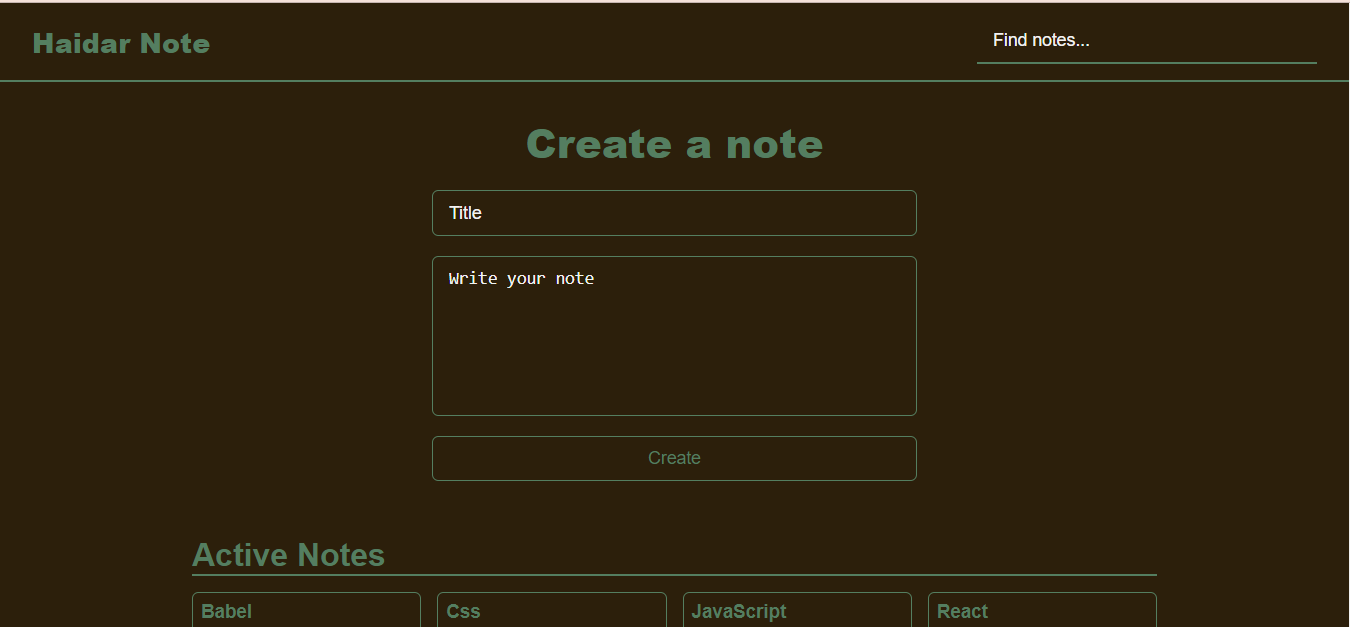 Haidar Note
Find notes...
Create a note
Title
Write your note
Create
Active Notes
Babel
Css
JavaScript
React